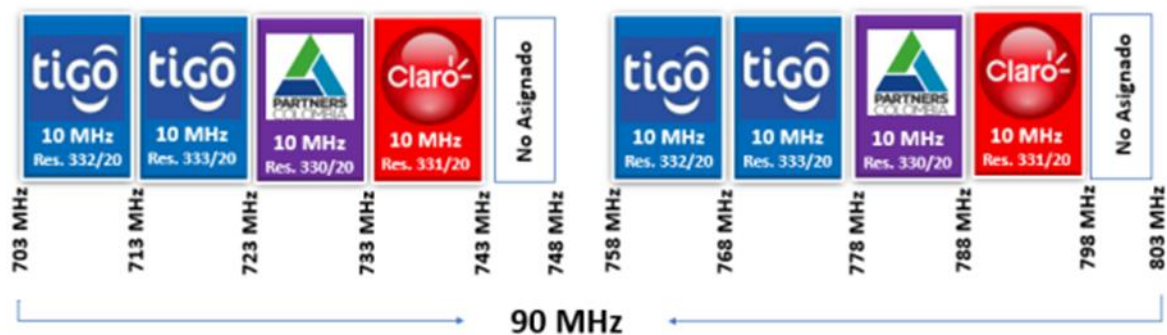 tigo
10 MHz
Res. 332/20
tigo
10 MHz
Res. 333/20
PARTNERS
COLOMBIA
10 MHz
Res. 330/20
Claro
10 MHz
Res. 331/20
No Asignado
tigo
10 MHz
Res. 332/20
tigo
10 MHz
Res. 333/20
PARTNERS
COLOMBIA
10 MHz
Res. 330/20
Claro
10 MHz
Res. 331/20
No Asignado
703 MHz
713 MHz
723 MHz
733 MHz
743 MHz
748 MHz
758 MHz
768 MHz
778 MHz
788 MHz
798 MHz
803 MHz
90 MHz